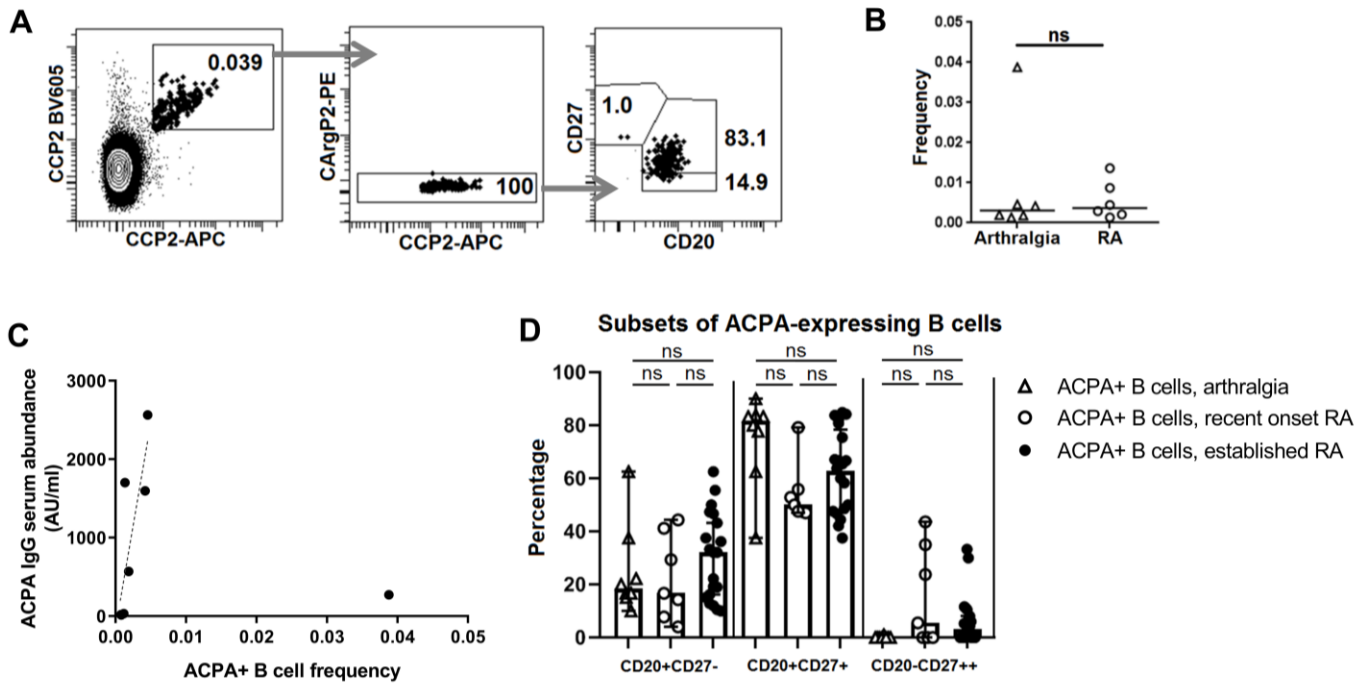 A
CCP2 BV605
0.039
CCP2-APC
CArgP2-PE
100
CCP2-APC
CD27
1.0
83.1
14.9
CD20
B
Frequency
0.05
0.04
0.03
0.02
0.01
0.00
ns
Arthralgia
RA
C
ACPA IgG serum abundance
(AU/ml)
3000
2000
1000
0
0.00
0.01
0.02
0.03
0.04
0.05
ACPA+ B cell frequency
D
Subsets of ACPA-expressing B cells
Percentage
100
80
60
40
20
0
ns
ns
ns
ns
ns
ns
ns
ns
ns
CD20+CD27-
CD20+CD27+
CD20-CD27++
ACPA+ B cells, arthralgia
ACPA+ B cells, recent onset RA
ACPA+ B cells, established RA